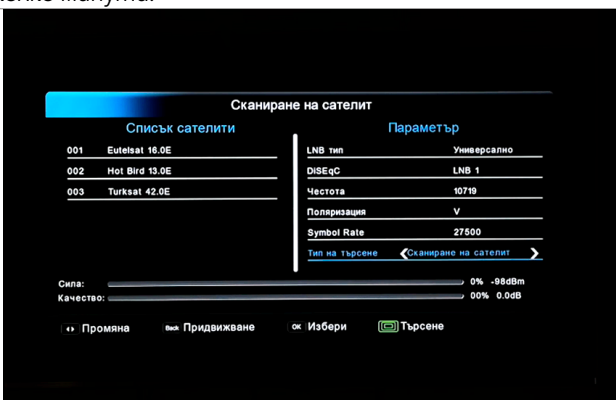 Сканиране на сателит
Списък сателити
001 Eutelsat 16.0E
002 Hot Bird 13.0E
003 Turksat 42.0E
Параметър
LNB тип Универсално
DiSEqC LNB 1
Честота 10719
Поляризация V
Symbol Rate 27500
Тип на търсене Сканиране на сателит
Сила: 0% -98dBm
Качество: 00% 0.0dB
Промяна Back Придвижване OK Избери Търсене